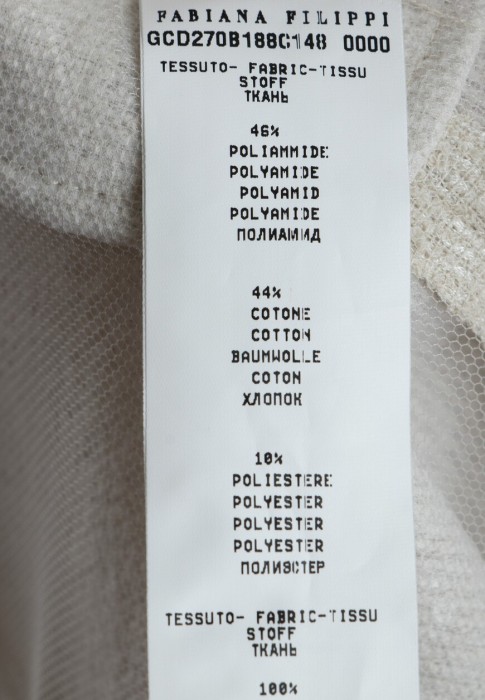 FABIANA FILIPPI
GCD270B188C148 0000
TESSUTO- FABRIC-TISSU
STOFF
ТКАНЬ
46%
POLIAMMIDE
POLYAMIDE
POLYAMID
POLYAMIDE
ПОЛИАМИД
44%
COTONE
COTTON
BAUMWOLLE
COTON
ХЛОПОК
10%
POLIESTERE
POLYESTER
POLYESTER
POLYESTER
ПОЛИЯСТЕР
TESSUTO- FABRIC-TISSU
STOFF
ТКАНЬ
100%